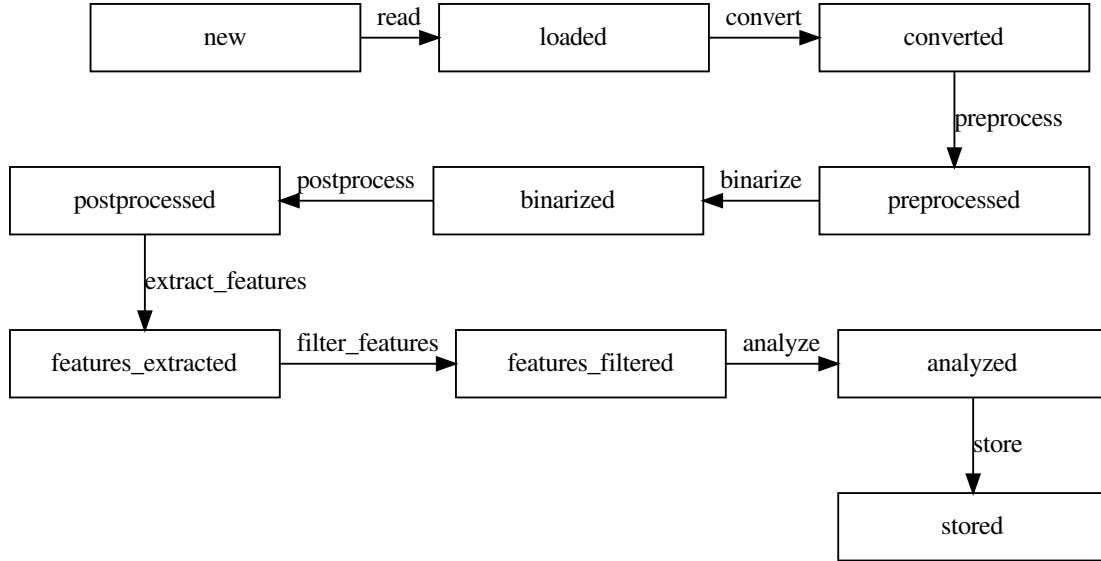 new
read
loaded
convert
converted
preprocess
postprocessed
postprocess
binarized
binarize
preprocessed
extract_features
features_extracted
filter_features
features_filtered
analyze
analyzed
store
stored